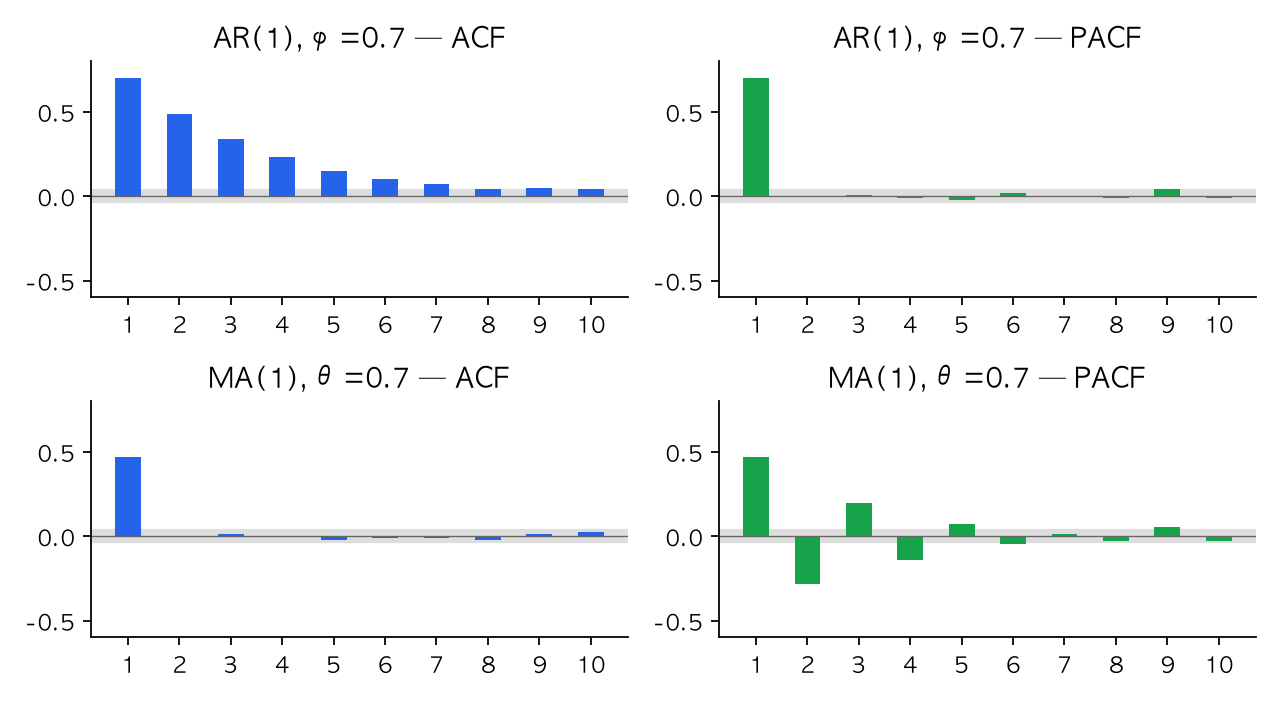 AR(1), φ =0.7 — ACF
0.5
0.0
-0.5
1 2 3 4 5 6 7 8 9 10
AR(1), φ =0.7 — PACF
0.5
0.0
-0.5
1 2 3 4 5 6 7 8 9 10
MA(1), θ =0.7 — ACF
0.5
0.0
-0.5
1 2 3 4 5 6 7 8 9 10
MA(1), θ =0.7 — PACF
0.5
0.0
-0.5
1 2 3 4 5 6 7 8 9 10